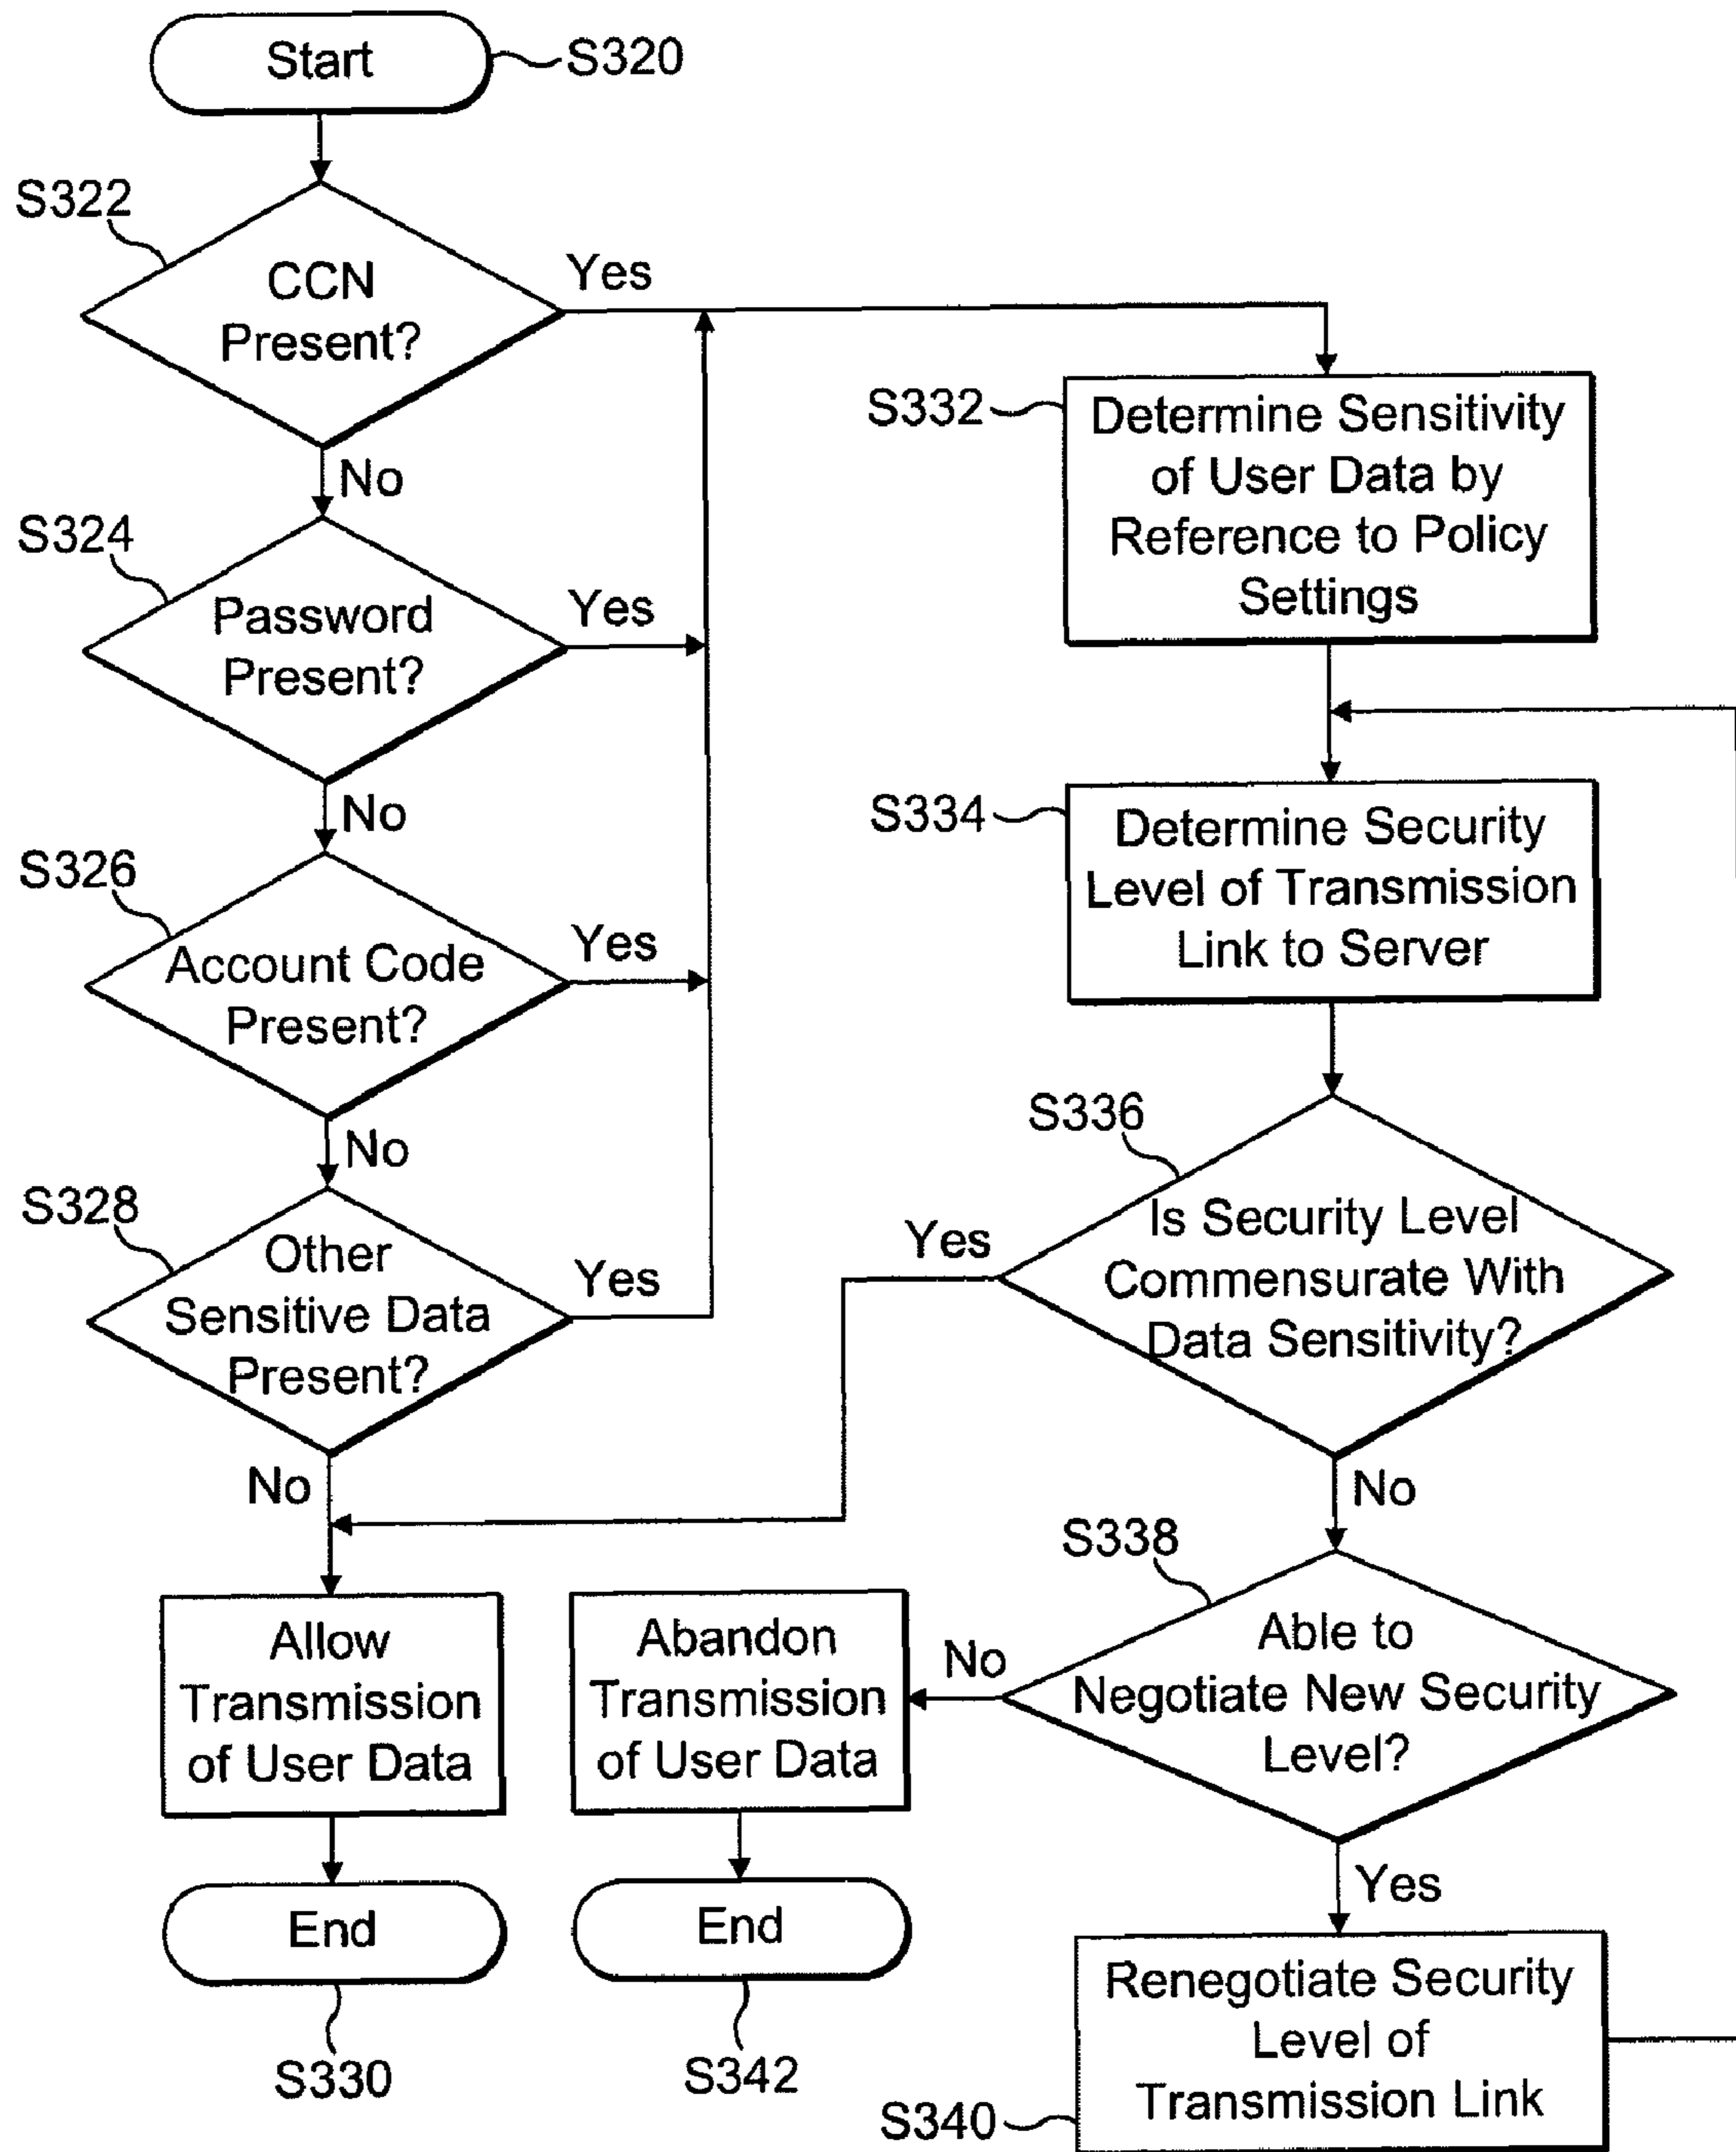 Start
S320
S322
CCN
Present?
Yes
No
S324
Password
Present?
Yes
No
S326
Account Code
Present?
Yes
No
S328
Other
Sensitive Data
Present?
Yes
No
Allow
Transmission
of User Data
End
S330
S332
Determine Sensitivity
of User Data by
Reference to Policy
Settings
S334
Determine Security
Level of Transmission
Link to Server
S336
Is Security Level
Commensurate With
Data Sensitivity?
Yes
No
S338
Able to
Negotiate New Security
Level?
No
Abandon
Transmission
of User Data
End
S342
Yes
Renegotiate Security
Level of
Transmission Link
S340